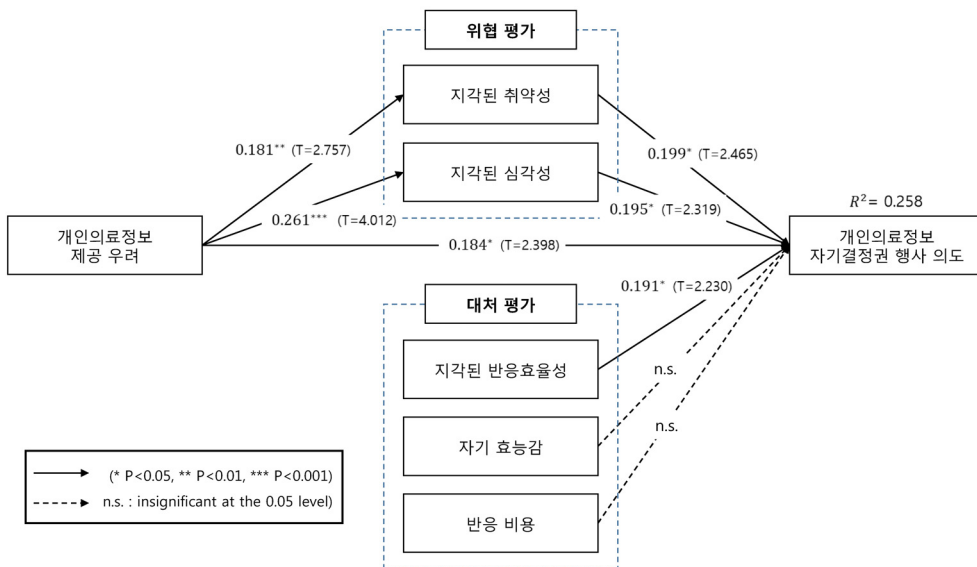 위협 평가
지각된 취약성
0.181** (T=2.757)
0.199* (T=2.465)
지각된 심각성
0.261*** (T=4.012)
0.195* (T=2.319)
R²= 0.258
개인의료정보
제공 우려
0.184* (T=2.398)
개인의료정보
자기결정권 행사 의도
0.191* (T=2.230)
대처 평가
지각된 반응효율성
n.s.
자기 효능감
n.s.
반응 비용
(* P<0.05, ** P<0.01, *** P<0.001)
n.s. : insignificant at the 0.05 level)